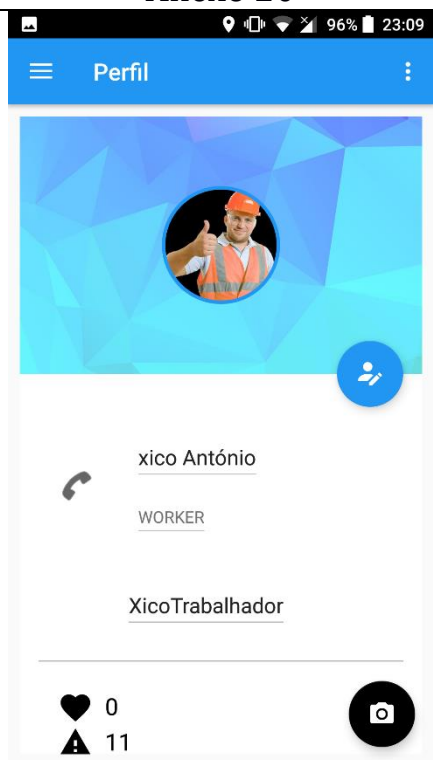 96% 23:09
Perfil
xico António
WORKER
XicoTrabalhador
0
11